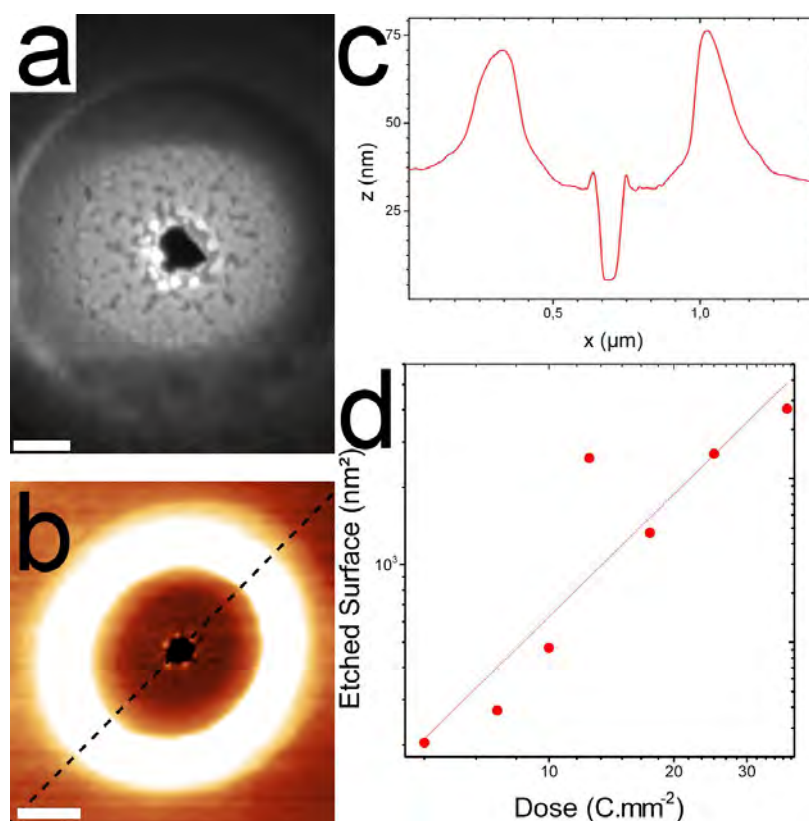 a
b
c
75
50
25
z (nm)
0,5
1,0
x (µm)
d
Etched Surface (nm²)
10³
10
20
30
Dose (C.mm⁻²)